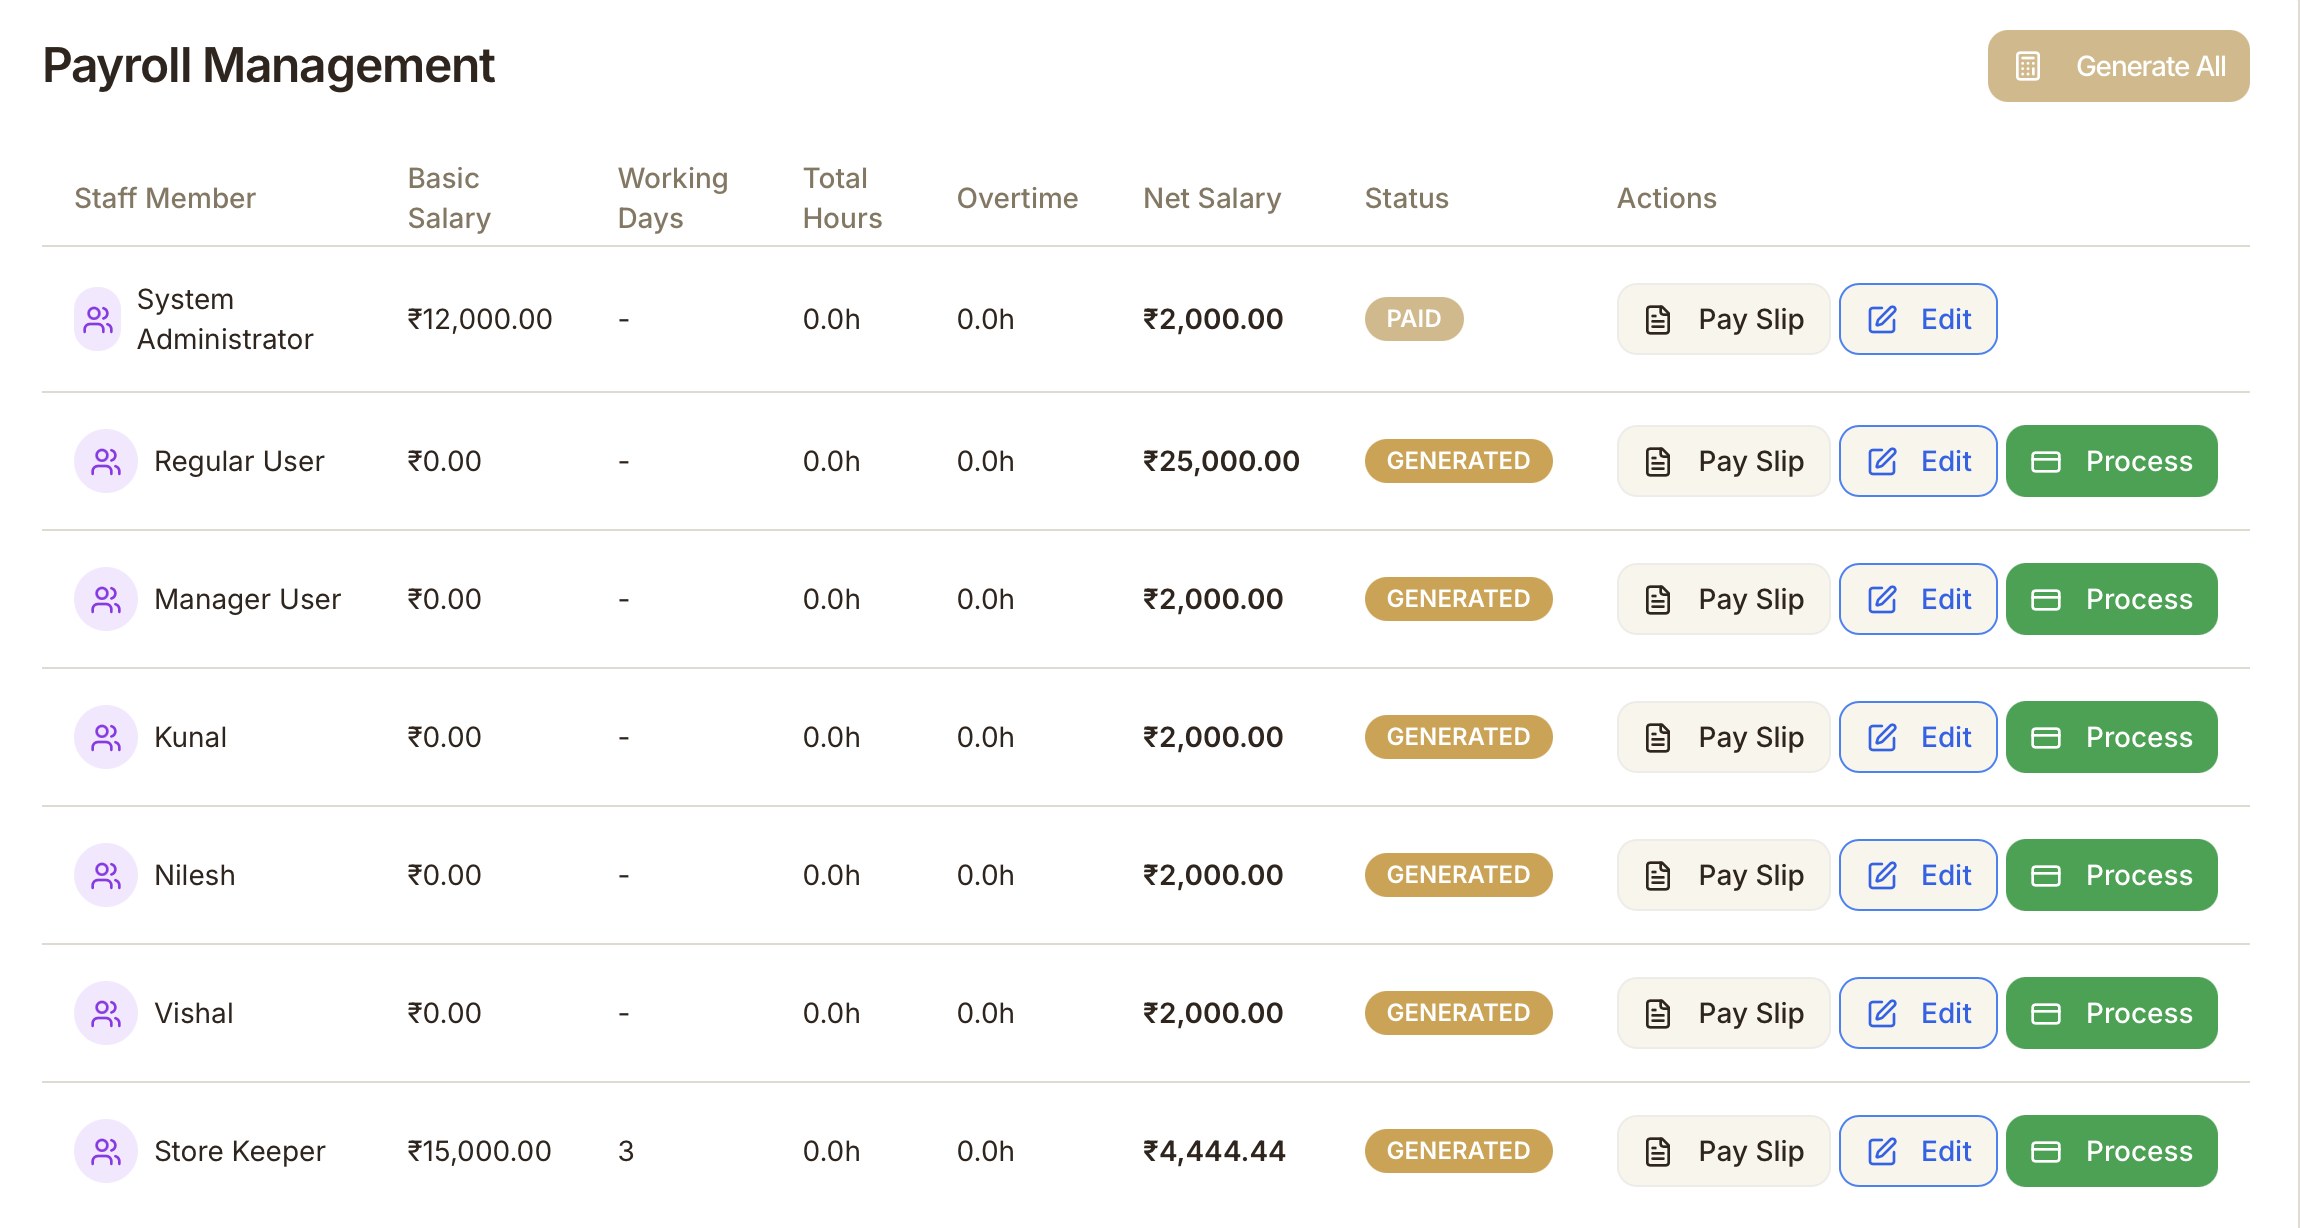 Payroll Management
Generate All
Staff Member Basic Salary Working Days Total Hours Overtime Net Salary Status Actions
System Administrator ₹12,000.00 - 0.0h 0.0h ₹2,000.00 PAID Pay Slip Edit
Regular User ₹0.00 - 0.0h 0.0h ₹25,000.00 GENERATED Pay Slip Edit Process
Manager User ₹0.00 - 0.0h 0.0h ₹2,000.00 GENERATED Pay Slip Edit Process
Kunal ₹0.00 - 0.0h 0.0h ₹2,000.00 GENERATED Pay Slip Edit Process
Nilesh ₹0.00 - 0.0h 0.0h ₹2,000.00 GENERATED Pay Slip Edit Process
Vishal ₹0.00 - 0.0h 0.0h ₹2,000.00 GENERATED Pay Slip Edit Process
Store Keeper ₹15,000.00 3 0.0h 0.0h ₹4,444.44 GENERATED Pay Slip Edit Process